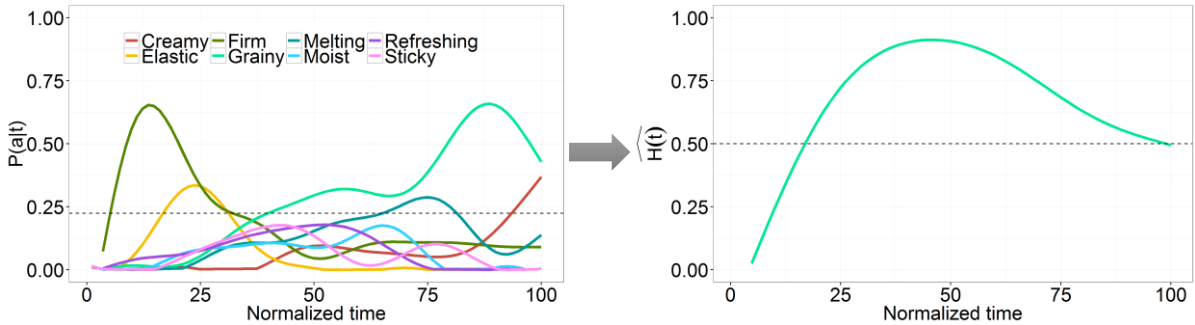 1.00
Creamy Firm Melting Refreshing
Elastic Grainy Moist Sticky
0.75
0.50
0.25
0.00
P(a|t)
0 25 50 75 100
Normalized time
1.00
0.75
0.50
0.25
0.00
H(t)
0 25 50 75 100
Normalized time